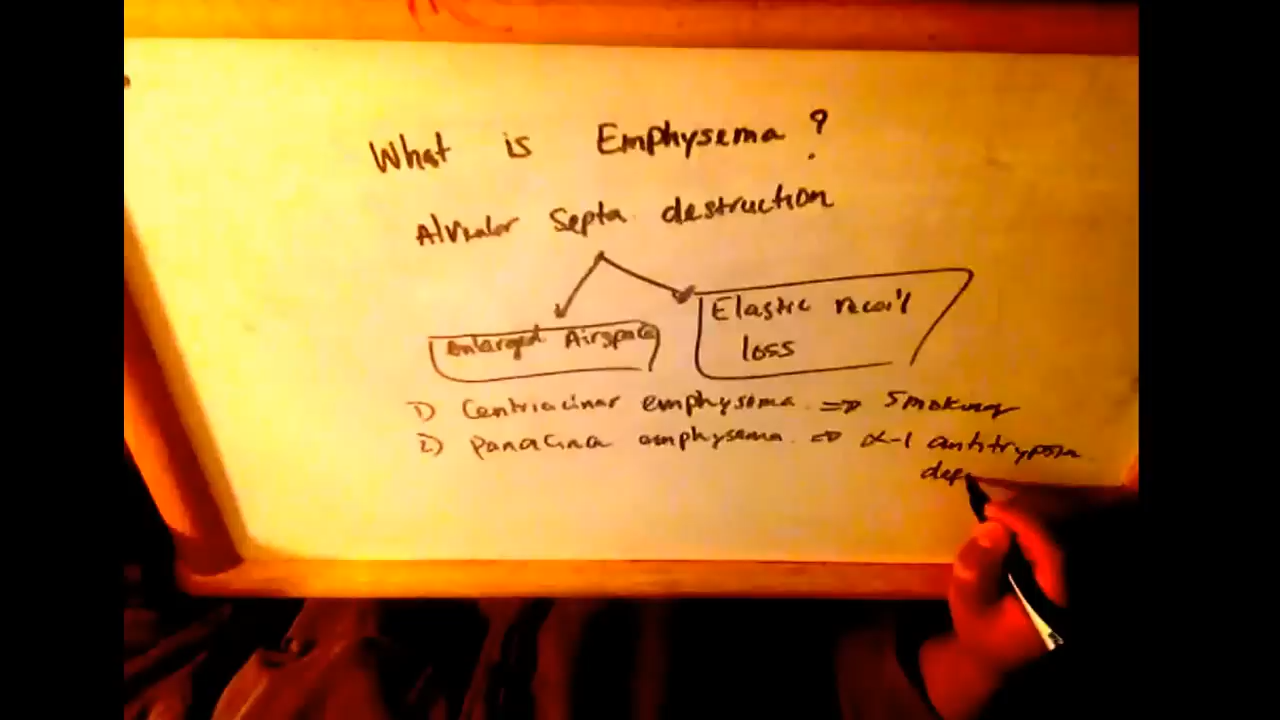 What is Emphysema ?
Alveolar Septa destruction
Enlarged Airspace
Elastic recoil
loss
1) Centriacinar emphysema => Smoking
2) Panacina emphysema => α-1 antitrypsin
def